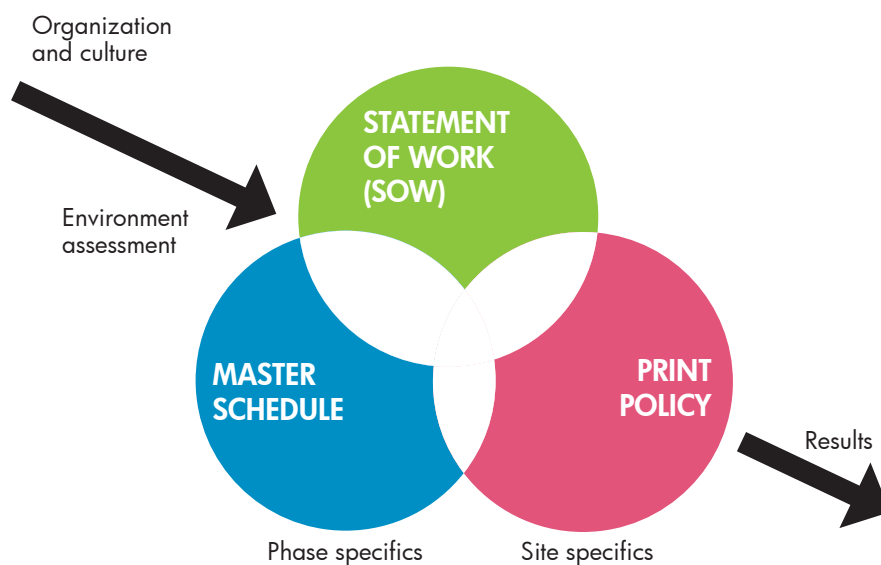 Organization
and culture
STATEMENT
OF WORK
(SOW)
Environment
assessment
MASTER
SCHEDULE
PRINT
POLICY
Results
Phase specifics
Site specifics